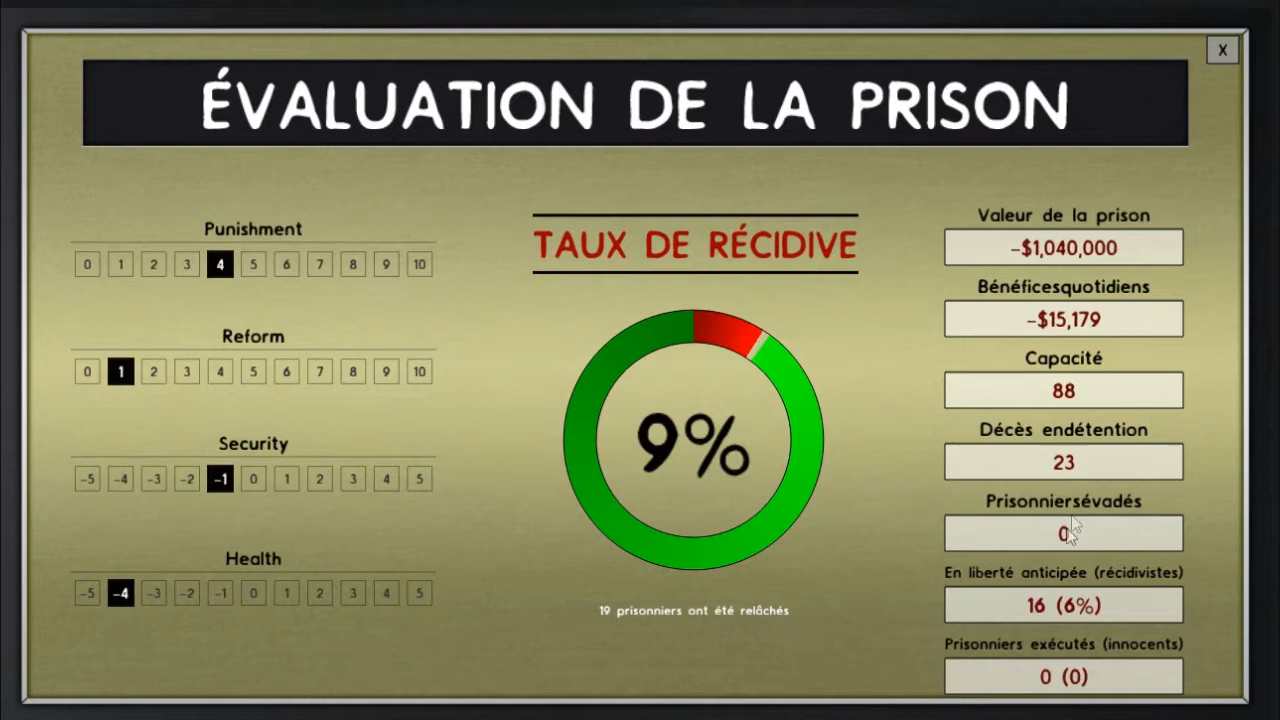 X
ÉVALUATION DE LA PRISON
Punishment
0 1 2 3 4 5 6 7 8 9 10
Reform
0 1 2 3 4 5 6 7 8 9 10
Security
-5 -4 -3 -2 -1 0 1 2 3 4 5
Health
-5 -4 -3 -2 -1 0 1 2 3 4 5
TAUX DE RÉCIDIVE
9%
19 prisonniers ont été relâchés
Valeur de la prison
-$1,040,000
Bénéficesquotidiens
-$15,179
Capacité
88
Décès endétention
23
Prisonniersévadés
0
En liberté anticipée (récidivistes)
16 (6%)
Prisonniers exécutés (innocents)
0 (0)